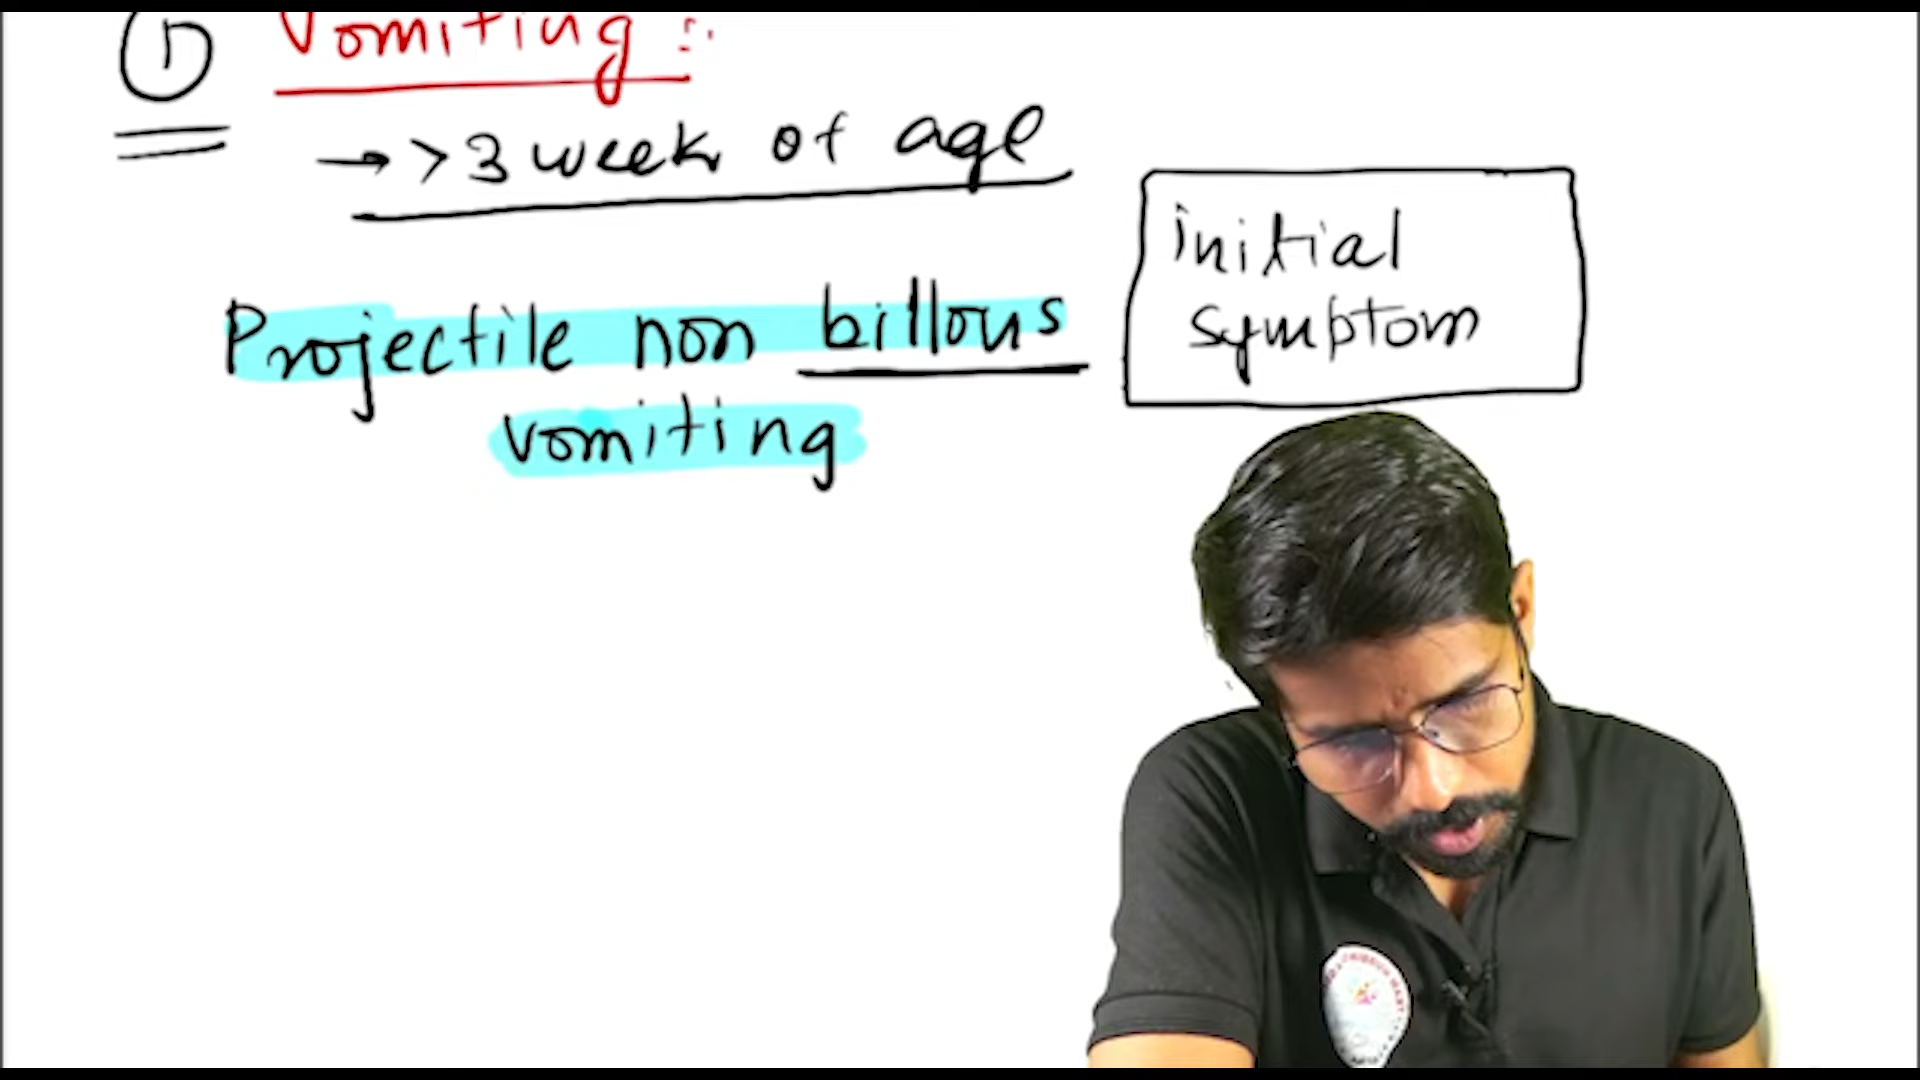 ① Vomiting :
→ > 3 week of age
initial
symptom
Projectile non billous
vomiting